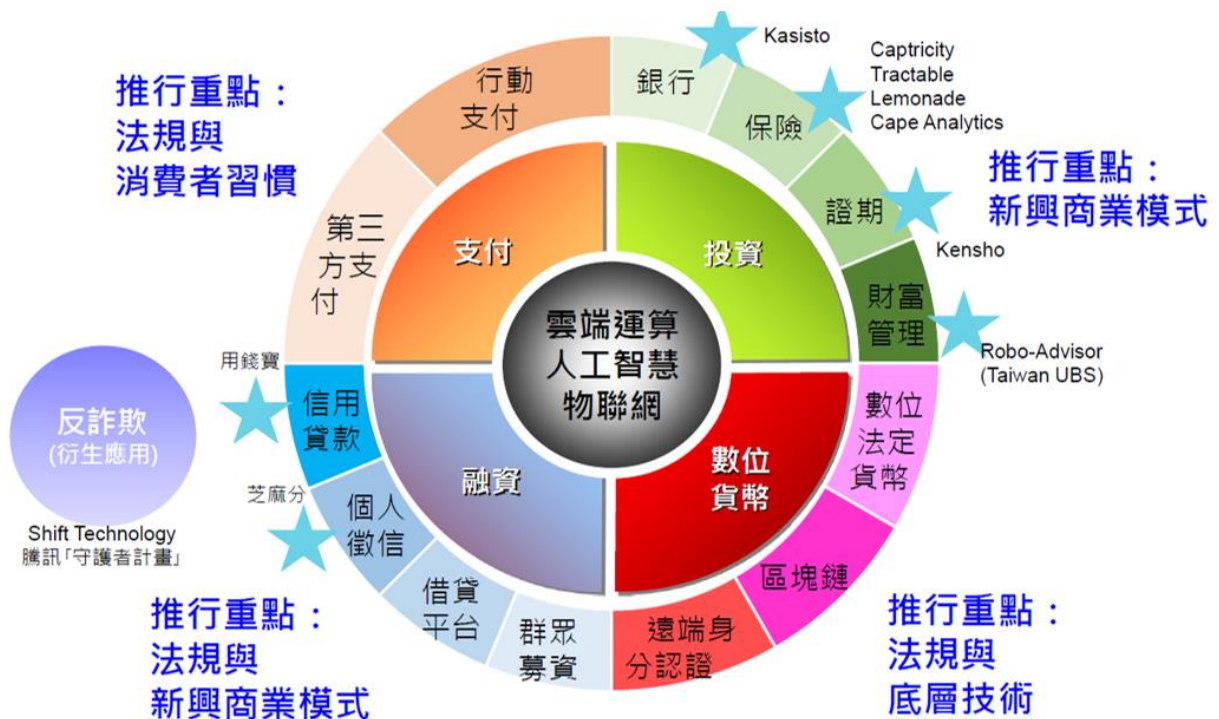 推行重點：
法規與
消費者習慣
行動
支付
第三
方支
付
支付
銀行
保險
證期
財富
管理
投資
Kasisto
Captricity
Tractable
Lemonade
Cape Analytics
推行重點：
新興商業模式
Kensho
Robo-Advisor
(Taiwan UBS)
雲端運算
人工智慧
物聯網
反詐欺
(衍生應用)
Shift Technology
騰訊「守護者計畫」
用錢寶
信用
貸款
芝麻分
個人
徵信
借貸
平台
群眾
募資
融資
推行重點：
法規與
新興商業模式
數位
貨幣
數位
法定
貨幣
區塊鏈
遠端身
分認證
推行重點：
法規與
底層技術